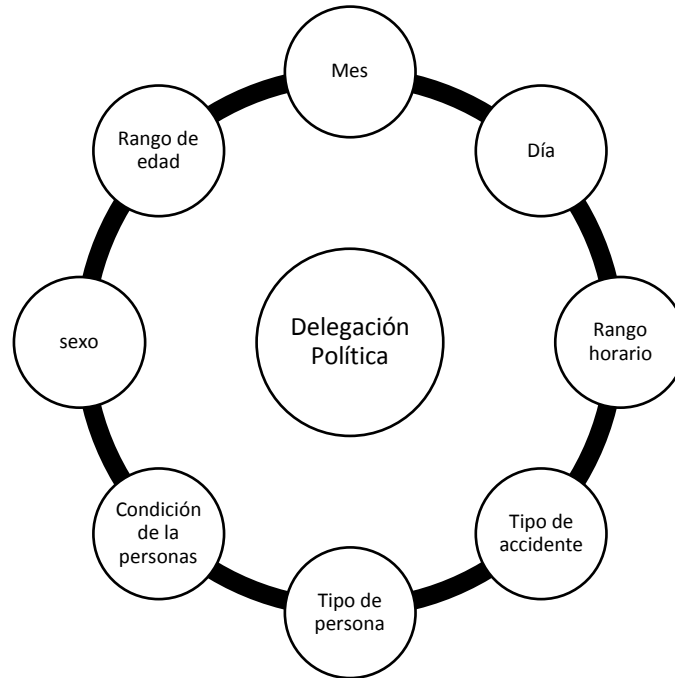 Mes
Día
Rango
horario
Tipo de
accidente
Tipo de
persona
Condición
de la
personas
sexo
Rango de
edad
Delegación
Política